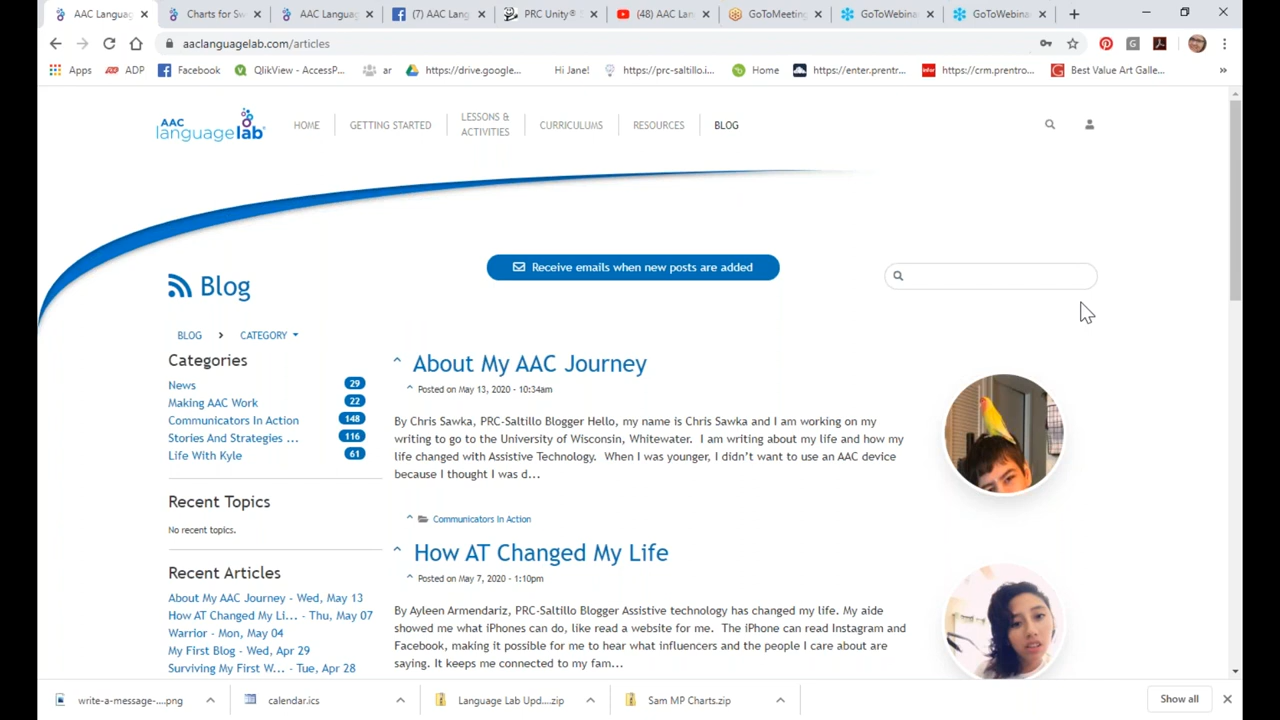 AAC Langu
Charts for Sw
AAC Langua
(7) AAC Lang
PRC Unity®
(48) AAC Lan
GoToMeeting
GoToWebina
GoToWebina
aaclanguagelab.com/articles
Apps
ADP
Facebook
QlikView - AccessP...
ar
https://drive.google...
Hi Jane!
https://prc-saltillo.i...
Home
https://enter.prentr...
https://crm.prentro...
Best Value Art Galle...
AAC
languagelab
HOME
GETTING STARTED
LESSONS &
ACTIVITIES
CURRICULUMS
RESOURCES
BLOG
Blog
Receive emails when new posts are added
BLOG > CATEGORY
Categories
News 29
Making AAC Work 22
Communicators In Action 148
Stories And Strategies ... 116
Life With Kyle 61
Recent Topics
No recent topics.
Recent Articles
About My AAC Journey - Wed, May 13
How AT Changed My Li... - Thu, May 07
Warrior - Mon, May 04
My First Blog - Wed, Apr 29
Surviving My First W... - Tue, Apr 28
About My AAC Journey
Posted on May 13, 2020 - 10:34am
By Chris Sawka, PRC-Saltillo Blogger Hello, my name is Chris Sawka and I am working on my
writing to go to the University of Wisconsin, Whitewater. I am writing about my life and how my
life changed with Assistive Technology. When I was younger, I didn't want to use an AAC device
because I thought I was d...
Communicators In Action
How AT Changed My Life
Posted on May 7, 2020 - 1:10pm
By Ayleen Armendariz, PRC-Saltillo Blogger Assistive technology has changed my life. My aide
showed me what iPhones can do, like read a website for me. The iPhone can read Instagram and
Facebook, making it possible for me to hear what influencers and the people I care about are
saying. It keeps me connected to my fam...
write-a-message-....png
calendar.ics
Language Lab Upd....zip
Sam MP Charts.zip
Show all